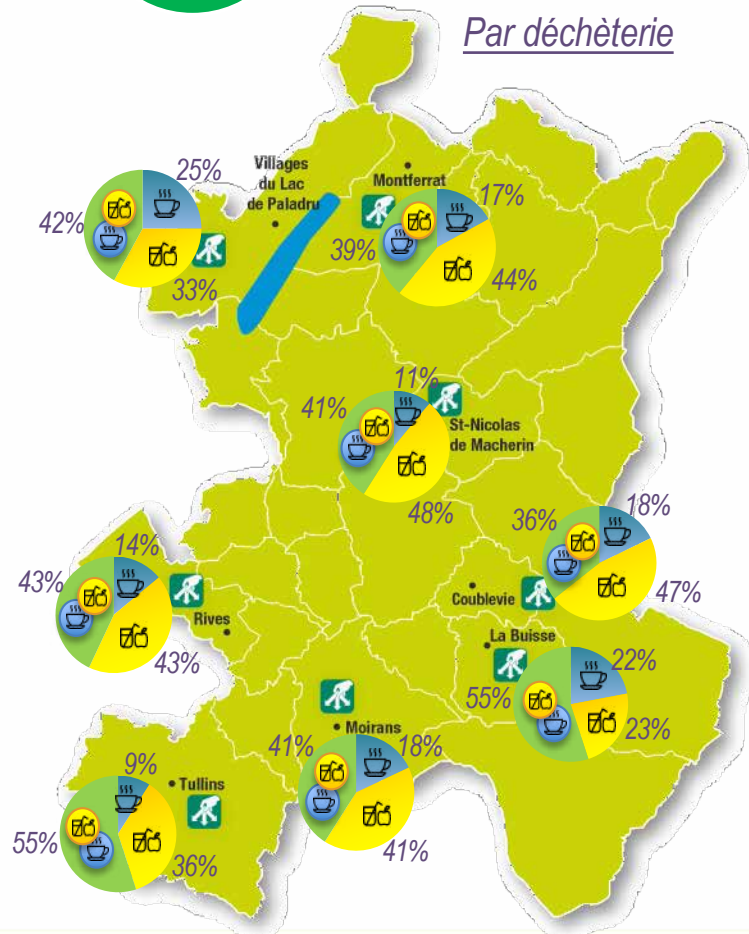 Par déchèterie
Villages
du Lac
de Paladru
Montferrat
25%
42%
33%
17%
39%
44%
11%
41%
48%
St-Nicolas
de Macherin
36%
18%
47%
Coublevie
14%
43%
43%
Rives
La Buisse
22%
55%
23%
Moirans
41%
18%
41%
Tullins
9%
55%
36%